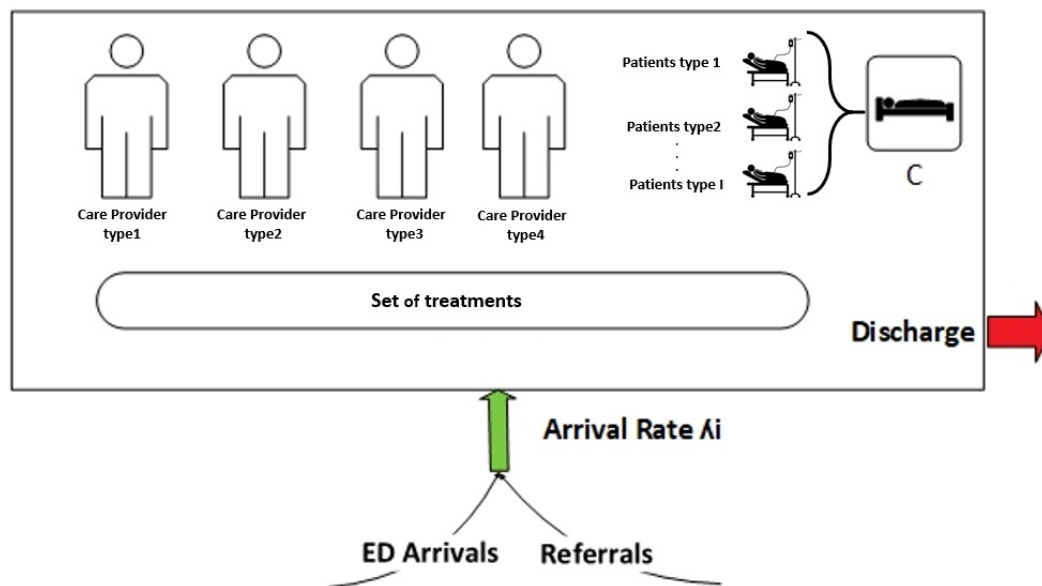 Patients type 1
Patients type2
.
.
.
Patients type I
C
Care Provider
type1
Care Provider
type2
Care Provider
type3
Care Provider
type4
Set of treatments
Discharge
Arrival Rate ʎi
ED Arrivals
Referrals